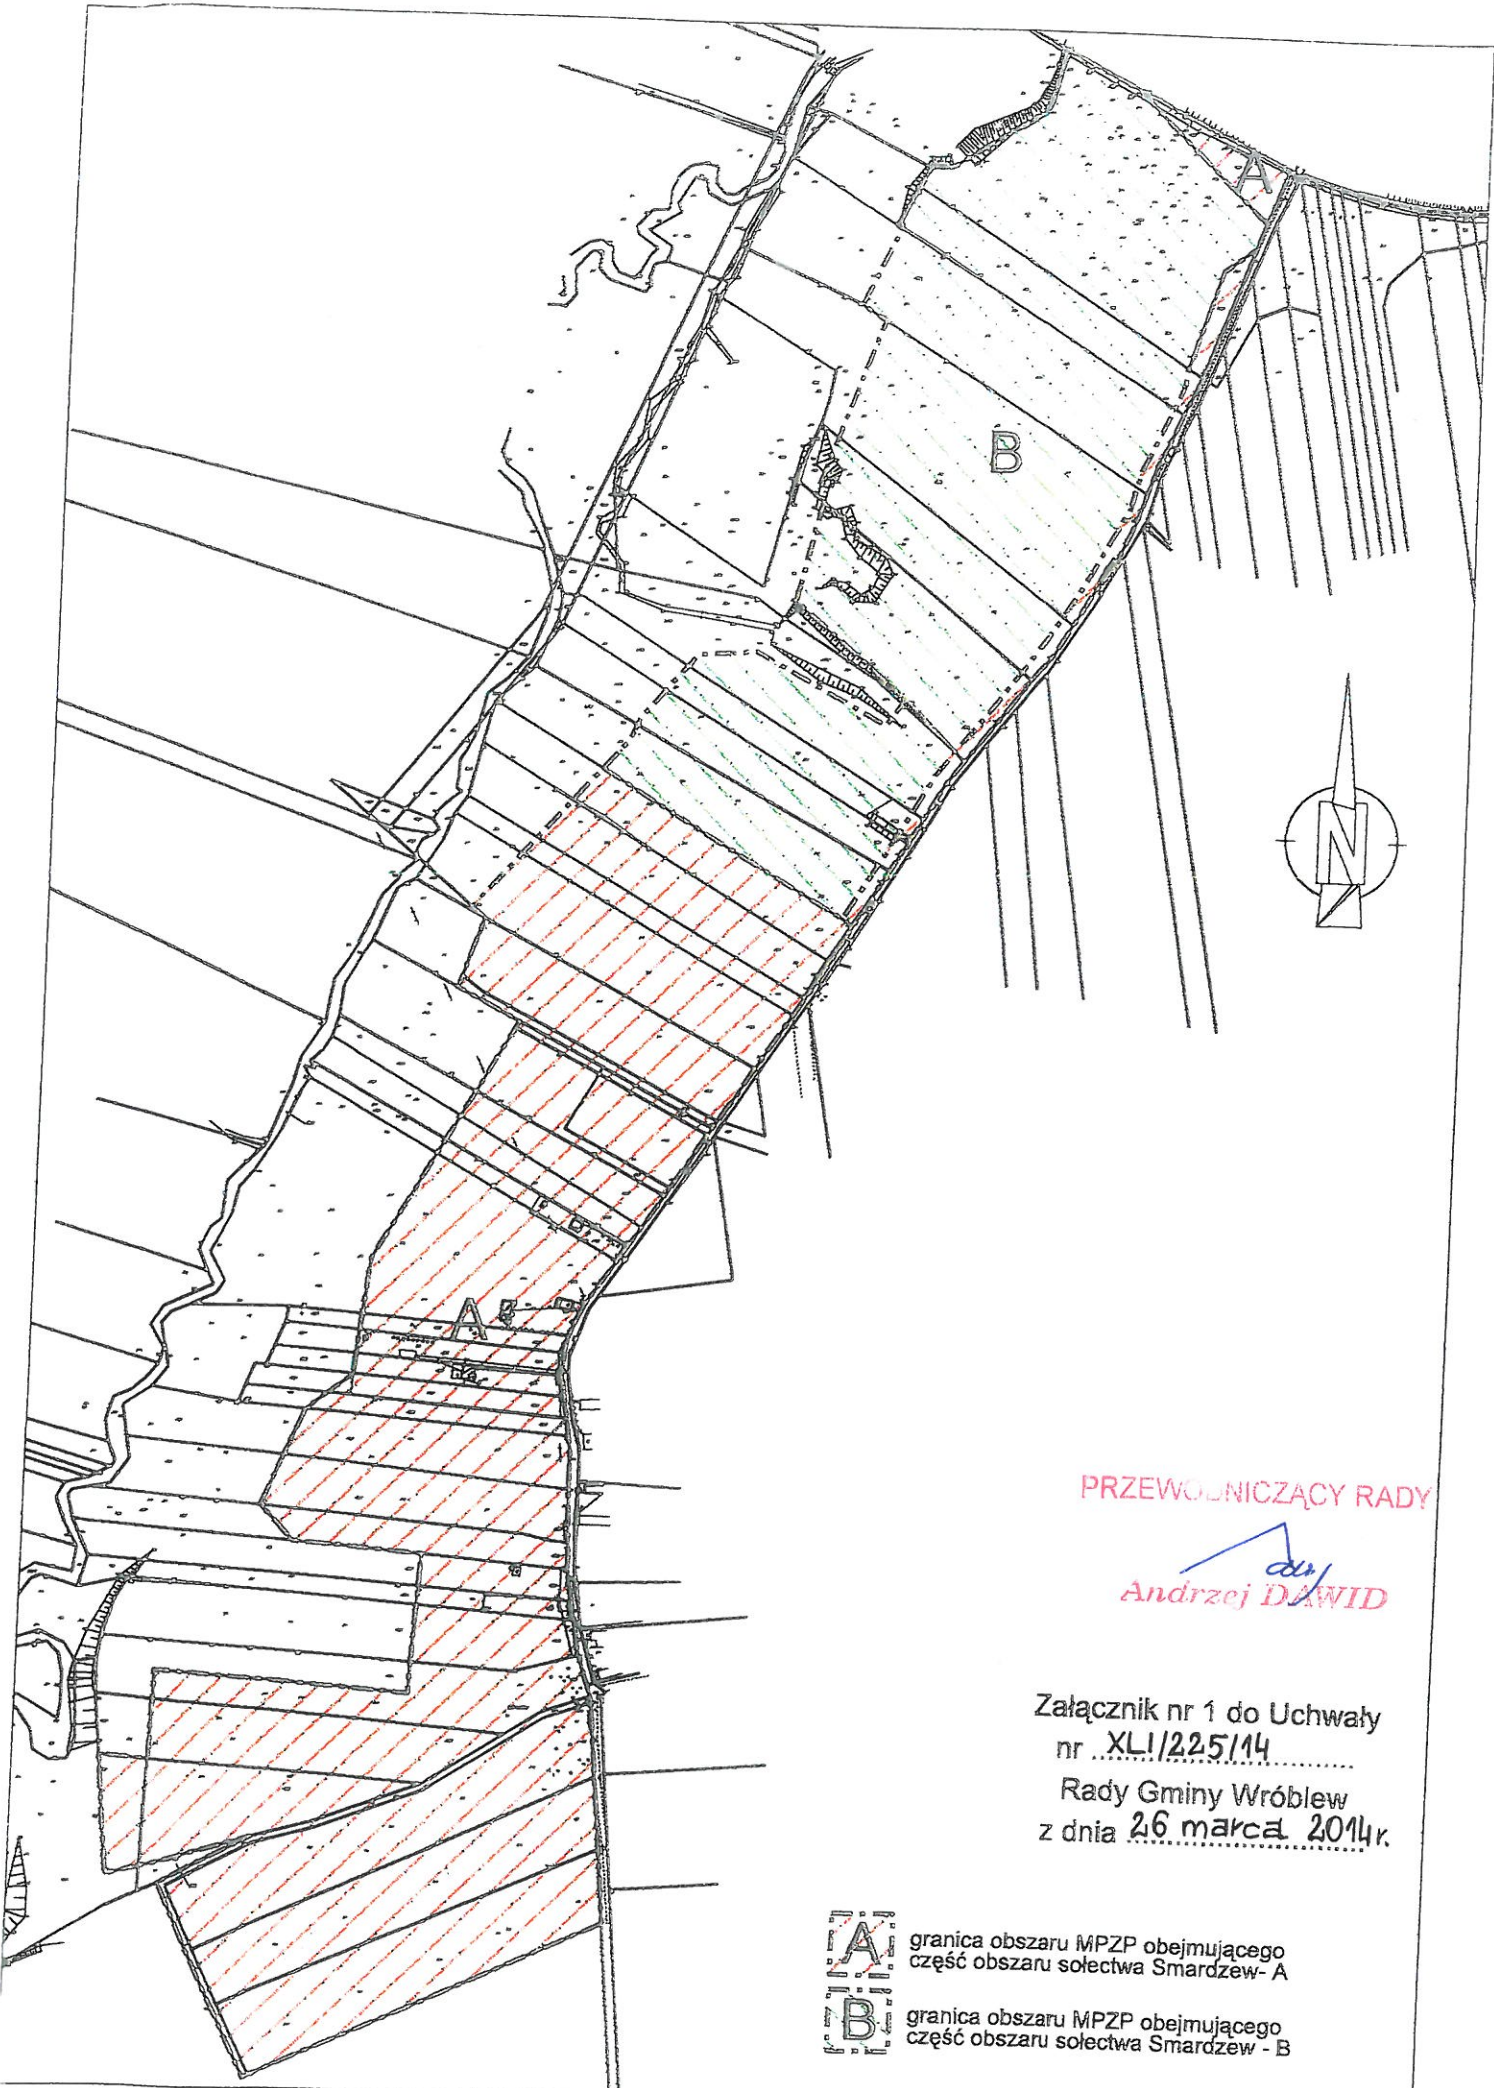 A
B
N
A
PRZEWODNICZĄCY RADY
Andrzej DAWID
Załącznik nr 1 do Uchwały
nr XLI/225/14
Rady Gminy Wróblew
z dnia 26 marca 2014r.
A
granica obszaru MPZP obejmującego
część obszaru sołectwa Smardzew- A
B
granica obszaru MPZP obejmującego
część obszaru sołectwa Smardzew - B